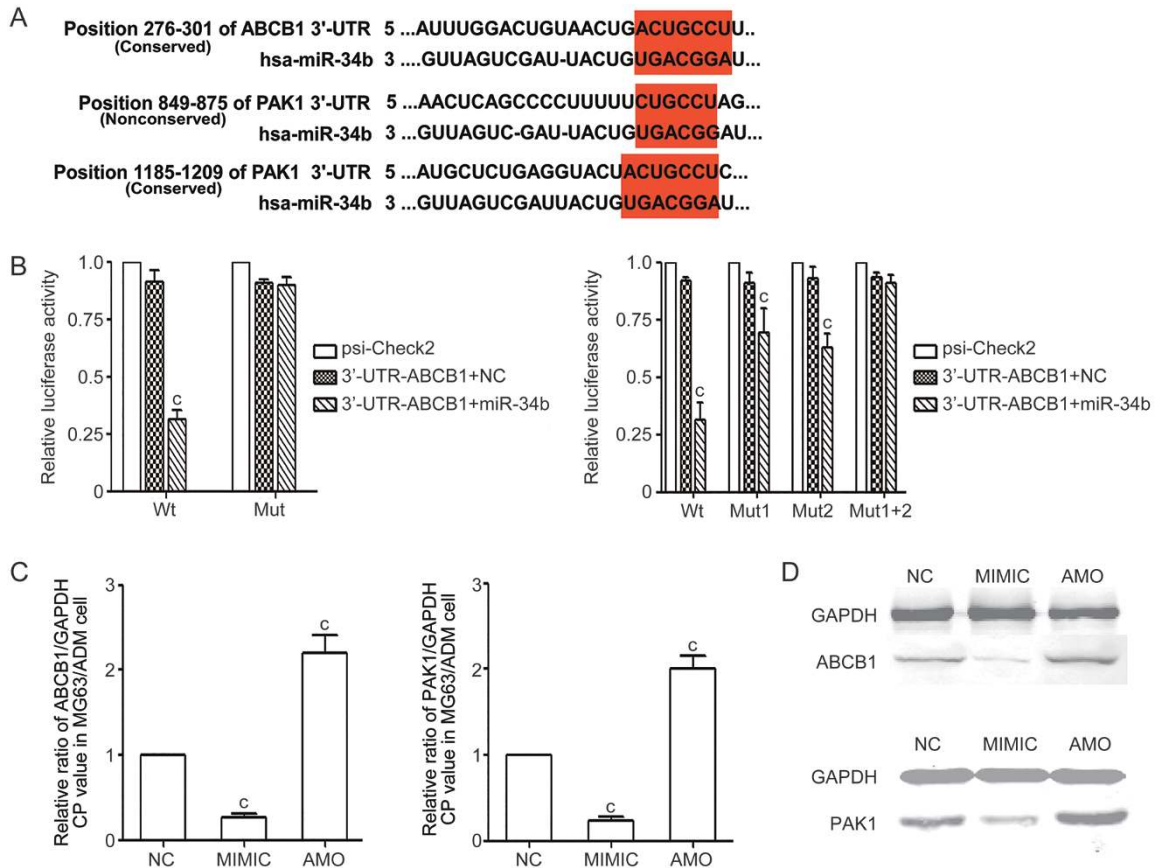 A
Position 276-301 of ABCB1 3'-UTR 5 ...AUUUGGACUGUAACUGACUGCCUU..
(Conserved)
hsa-miR-34b 3 ....GUUAGUCGAU-UACUGUGACGGAU...
Position 849-875 of PAK1 3'-UTR 5 ...AACUCAGCCCCUUUUUCUGCCUAG...
(Nonconserved)
hsa-miR-34b 3 ...GUUAGUC-GAU-UACUGUGACGGAU...
Position 1185-1209 of PAK1 3'-UTR 5 ...AUGCUCUGAGGUACUACUGCCUC...
(Conserved)
hsa-miR-34b 3 ...GUUAGUCGAUUACUGUGACGGAU...
B
Relative luciferase activity
1.0
0.75
0.5
0.25
0
C
Wt
Mut
psi-Check2
3'-UTR-ABCB1+NC
3'-UTR-ABCB1+miR-34b
Relative luciferase activity
1.0
0.75
0.5
0.25
0
C
C
C
Wt
Mut1
Mut2
Mut1+2
psi-Check2
3'-UTR-ABCB1+NC
3'-UTR-ABCB1+miR-34b
C
Relative ratio of ABCB1/GAPDH
CP value in MG63/ADM cell
3
2
1
0
C
C
NC
MIMIC
AMO
Relative ratio of PAK1/GAPDH
CP value in MG63/ADM cell
3
2
1
0
C
C
NC
MIMIC
AMO
D
NC MIMIC AMO
GAPDH
ABCB1
NC MIMIC AMO
GAPDH
PAK1